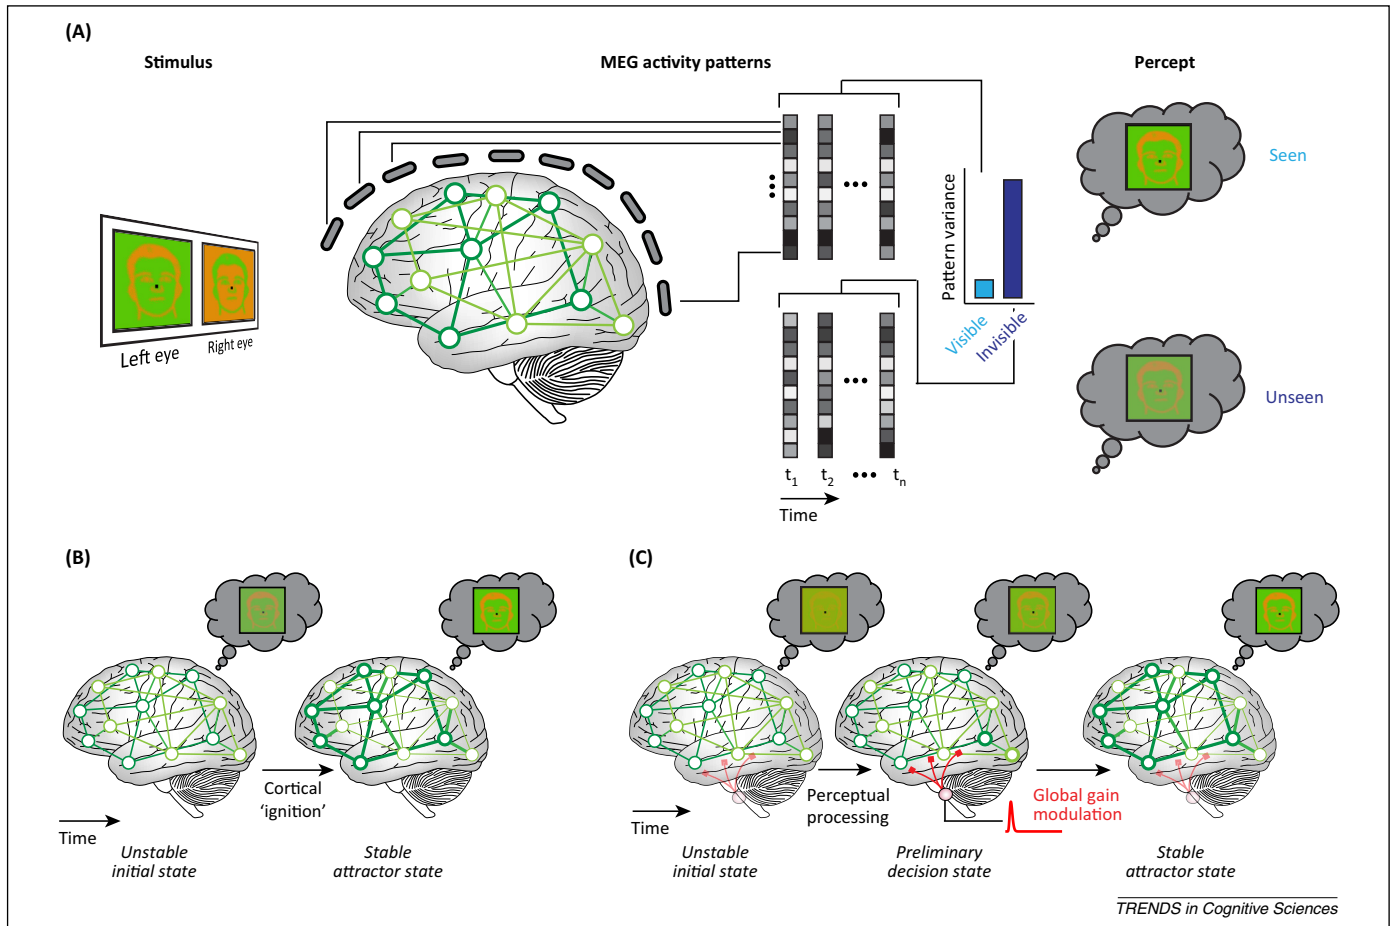 (A)
Stimulus
MEG activity patterns
Percept
Left eye
Right eye
Pattern variance
Visible
Invisible
Seen
Unseen
t1
t2
tn
Time
(B)
Cortical
‘ignition’
Time
Unstable
initial state
Stable
attractor state
(C)
Perceptual
processing
Global gain
modulation
Time
Unstable
initial state
Preliminary
decision state
Stable
attractor state
TRENDS in Cognitive Sciences